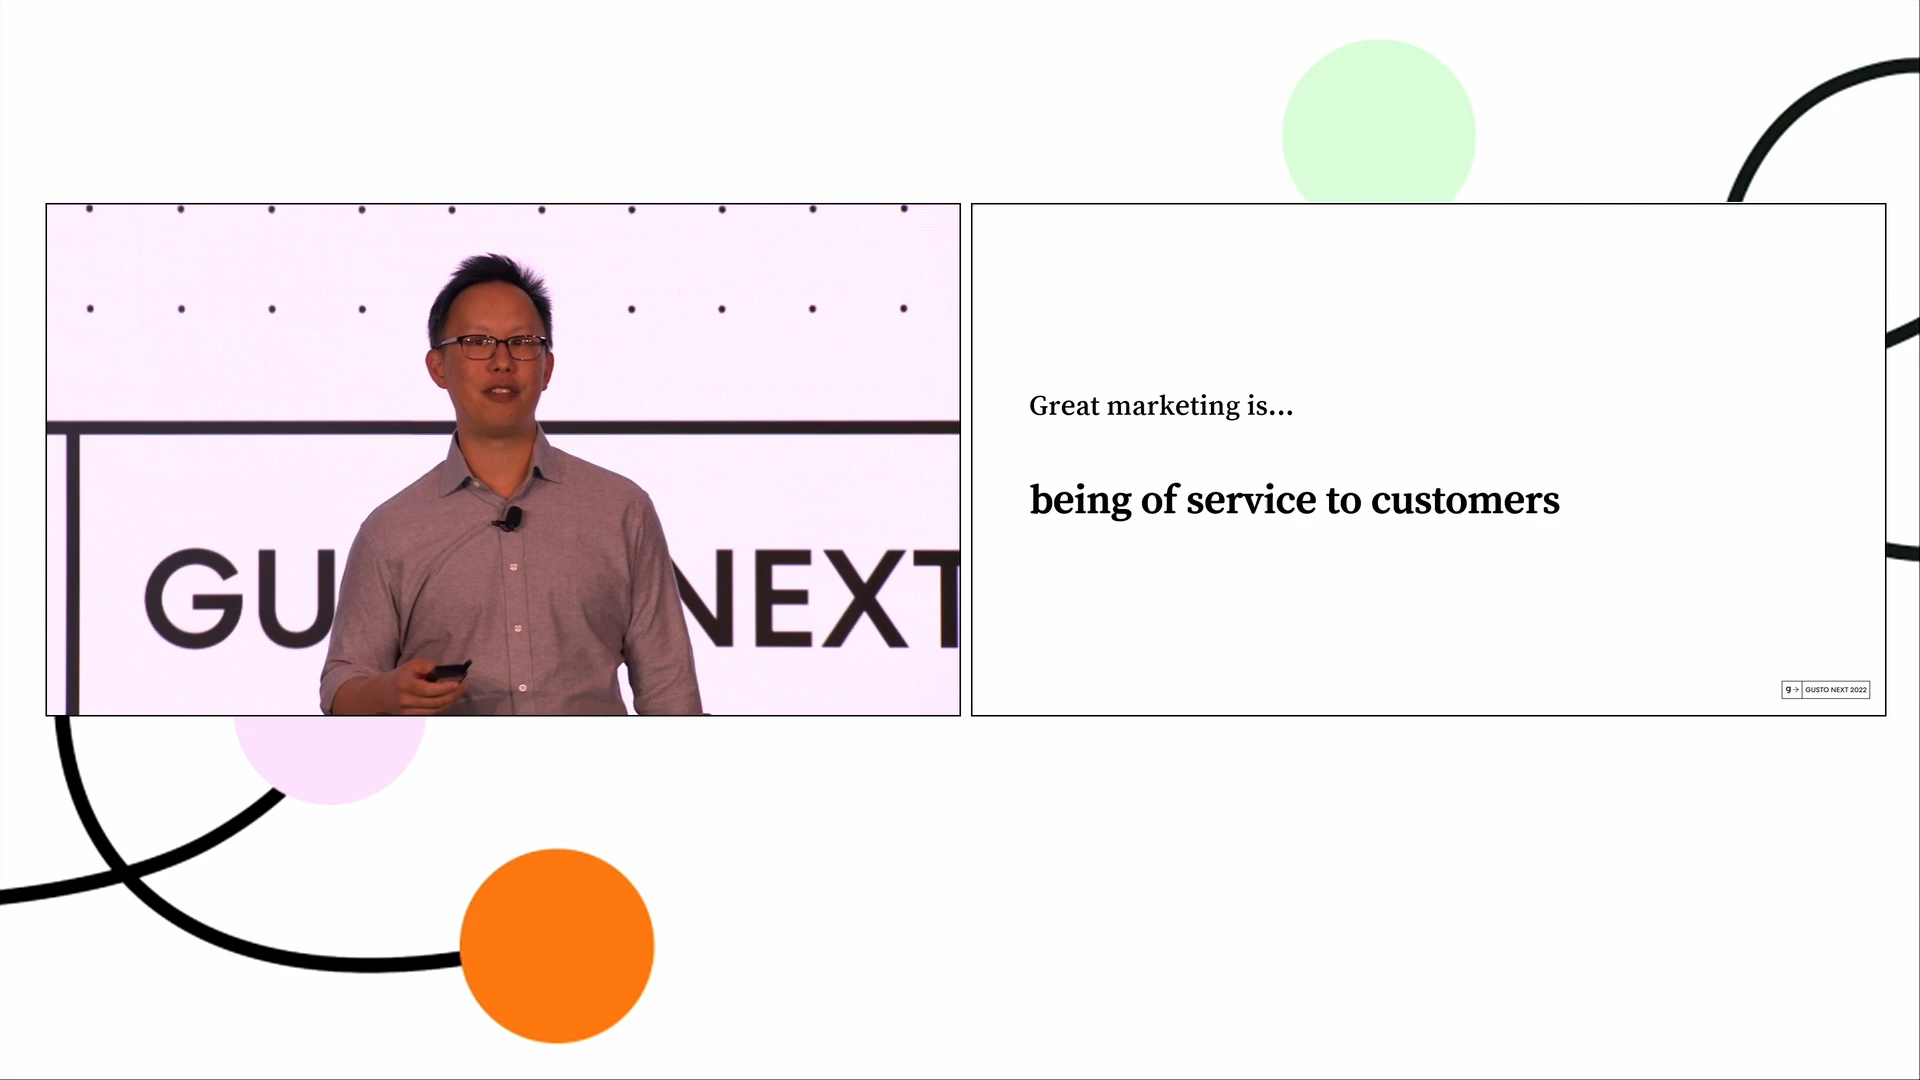 GU NEXT
Great marketing is...
being of service to customers
g → GUSTO NEXT 2022